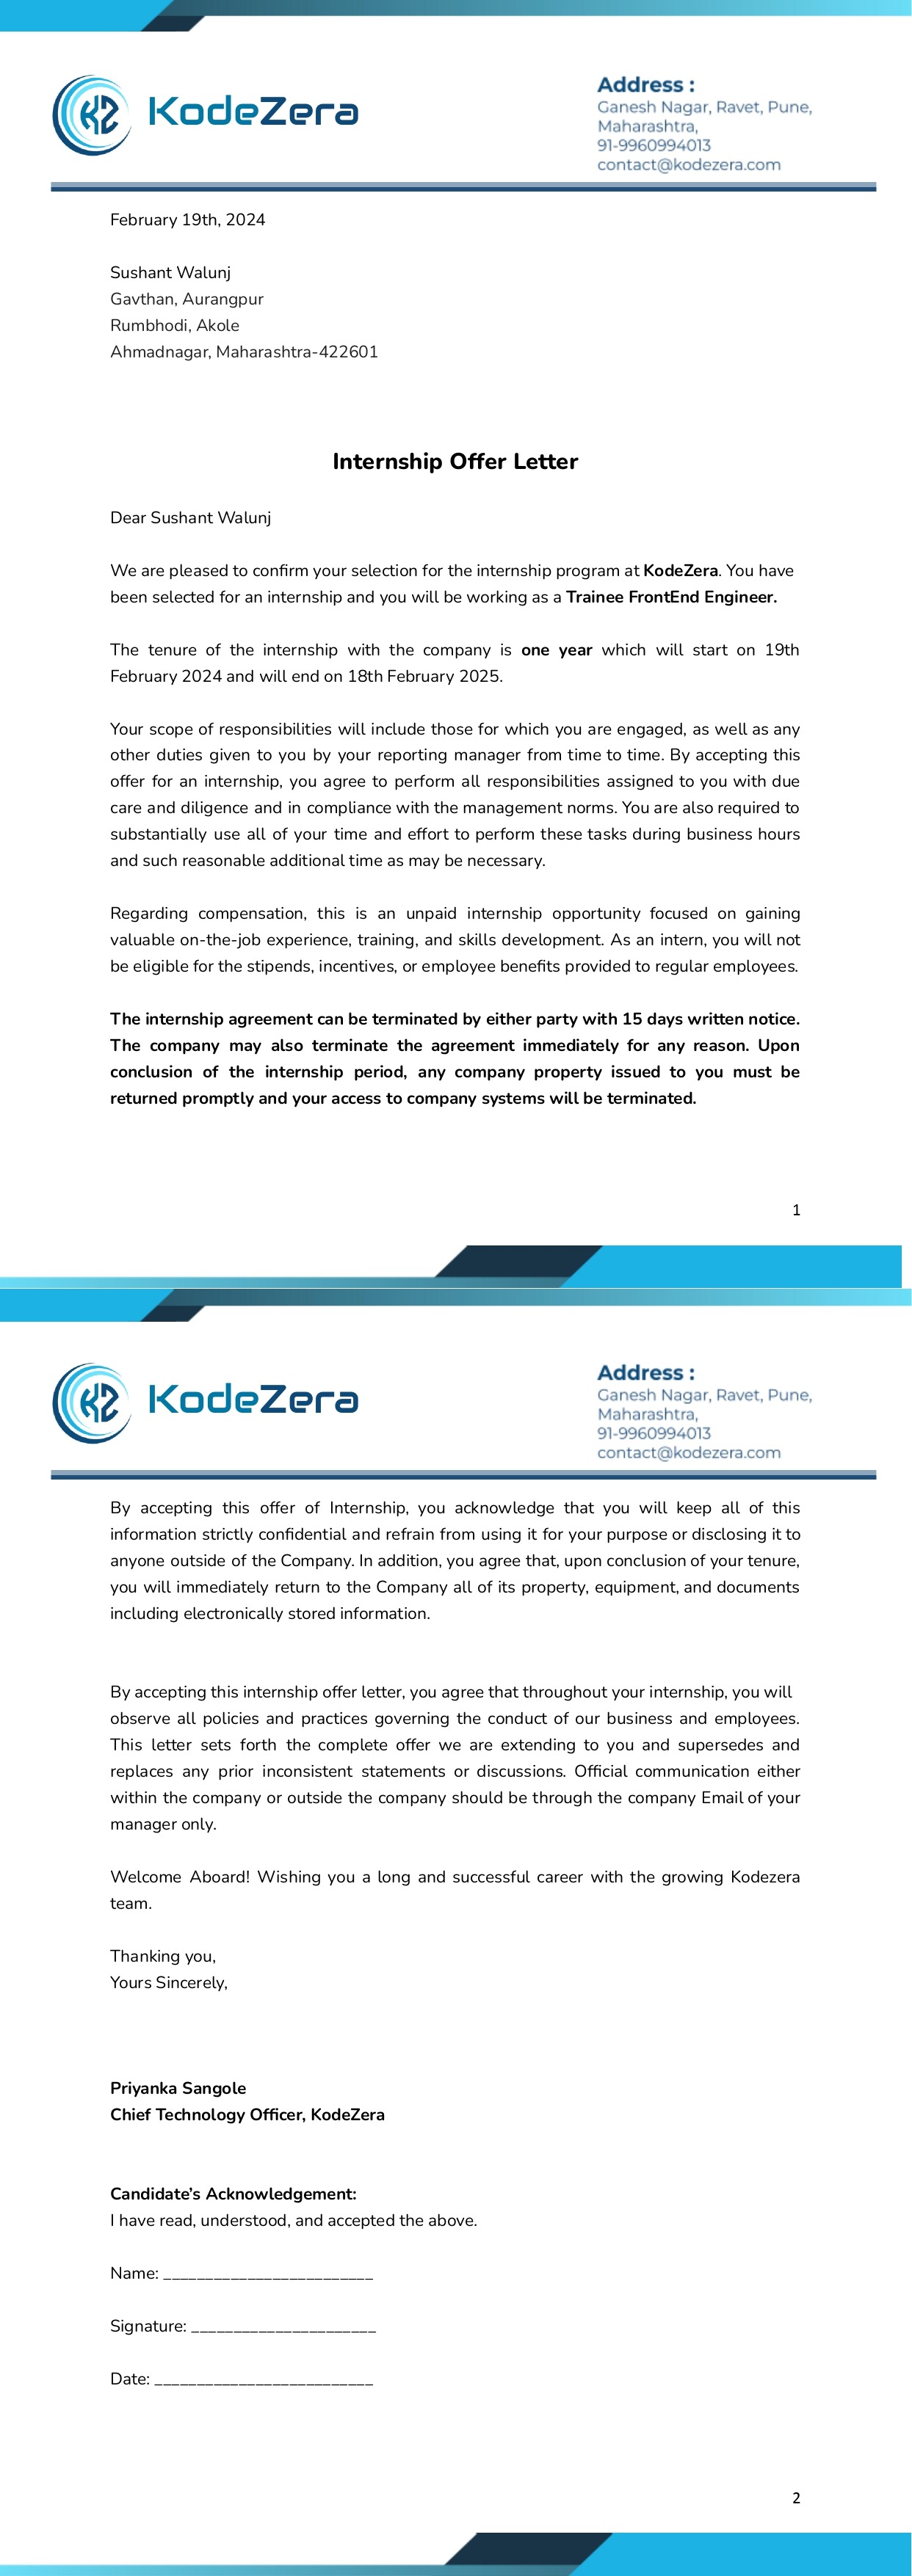 KodeZera
Address :
Ganesh Nagar, Ravet, Pune,
Maharashtra,
91-9960994013
contact@kodezera.com
February 19th, 2024
Sushant Walunj
Gavthan, Aurangpur
Rumbhodi, Akole
Ahmadnagar, Maharashtra-422601
Internship Offer Letter
Dear Sushant Walunj
We are pleased to confirm your selection for the internship program at KodeZera. You have
been selected for an internship and you will be working as a Trainee FrontEnd Engineer.
The tenure of the internship with the company is one year which will start on 19th
February 2024 and will end on 18th February 2025.
Your scope of responsibilities will include those for which you are engaged, as well as any
other duties given to you by your reporting manager from time to time. By accepting this
offer for an internship, you agree to perform all responsibilities assigned to you with due
care and diligence and in compliance with the management norms. You are also required to
substantially use all of your time and effort to perform these tasks during business hours
and such reasonable additional time as may be necessary.
Regarding compensation, this is an unpaid internship opportunity focused on gaining
valuable on-the-job experience, training, and skills development. As an intern, you will not
be eligible for the stipends, incentives, or employee benefits provided to regular employees.
The internship agreement can be terminated by either party with 15 days written notice.
The company may also terminate the agreement immediately for any reason. Upon
conclusion of the internship period, any company property issued to you must be
returned promptly and your access to company systems will be terminated.
1
KodeZera
Address :
Ganesh Nagar, Ravet, Pune,
Maharashtra,
91-9960994013
contact@kodezera.com
By accepting this offer of Internship, you acknowledge that you will keep all of this
information strictly confidential and refrain from using it for your purpose or disclosing it to
anyone outside of the Company. In addition, you agree that, upon conclusion of your tenure,
you will immediately return to the Company all of its property, equipment, and documents
including electronically stored information.
By accepting this internship offer letter, you agree that throughout your internship, you will
observe all policies and practices governing the conduct of our business and employees.
This letter sets forth the complete offer we are extending to you and supersedes and
replaces any prior inconsistent statements or discussions. Official communication either
within the company or outside the company should be through the company Email of your
manager only.
Welcome Aboard! Wishing you a long and successful career with the growing Kodezera
team.
Thanking you,
Yours Sincerely,
Priyanka Sangole
Chief Technology Officer, KodeZera
Candidate’s Acknowledgement:
I have read, understood, and accepted the above.
Name: _________________________
Signature: ______________________
Date: __________________________
2